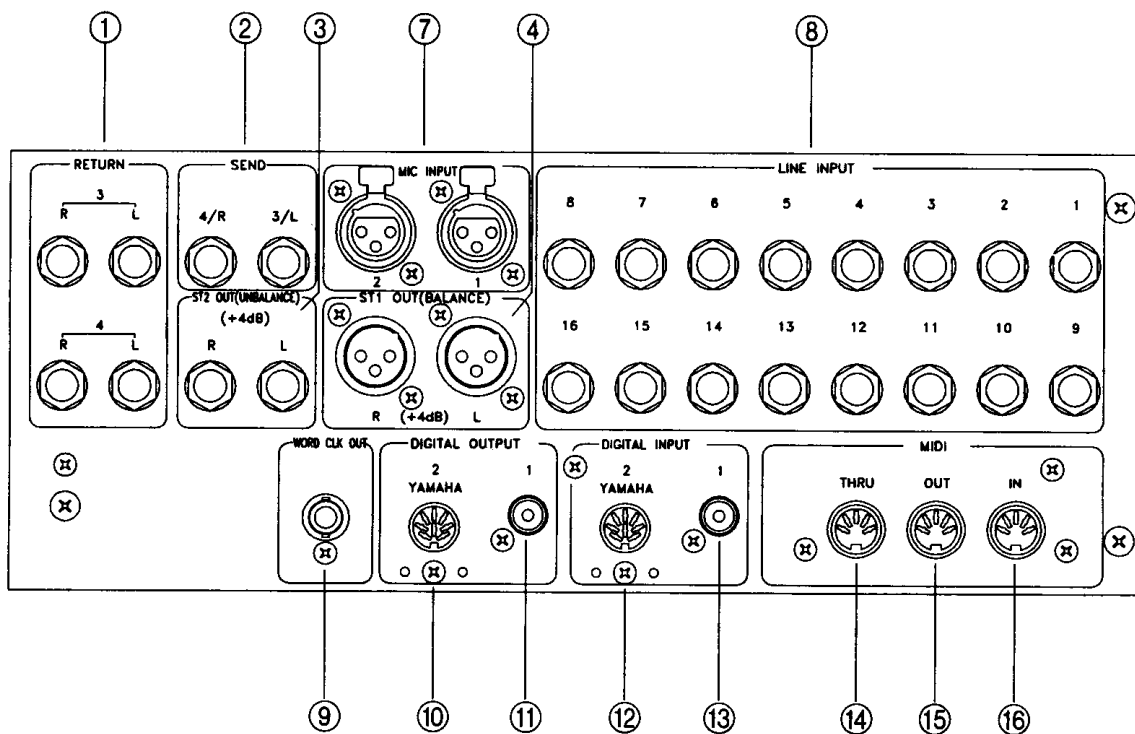 ① ② ③ ⑦ ④ ⑧
RETURN
3
R L
4
R L
SEND
4/R 3/L
ST2 OUT(UNBALANCE)
(+4dB)
R L
MIC INPUT
2 1
ST1 OUT(BALANCE)
R (+4dB) L
LINE INPUT
8 7 6 5 4 3 2 1
16 15 14 13 12 11 10 9
WORD CLK OUT
DIGITAL OUTPUT
2 1
YAMAHA
DIGITAL INPUT
2 1
YAMAHA
MIDI
THRU OUT IN
⑨ ⑩ ⑪ ⑫ ⑬ ⑭ ⑮ ⑯